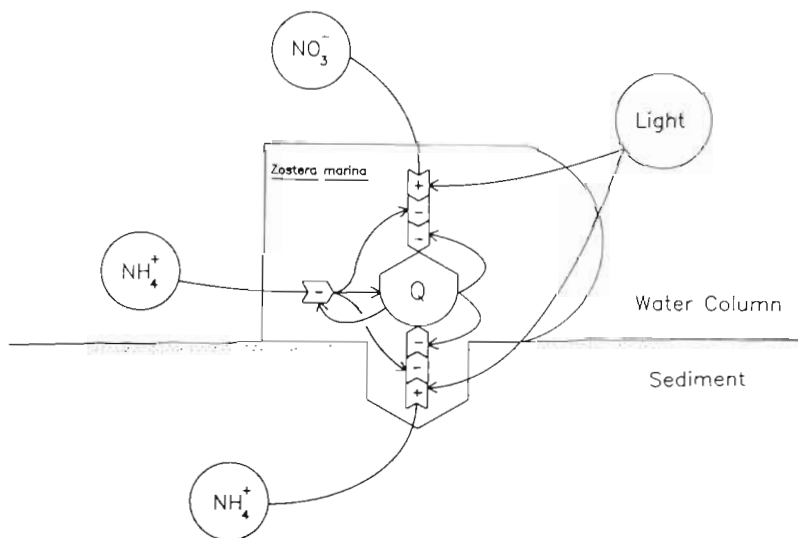 NO₃⁻
Light
Zostera marina
+
-
-
NH₄⁺
-
Q
Water Column
-
-
+
Sediment
NH₄⁺